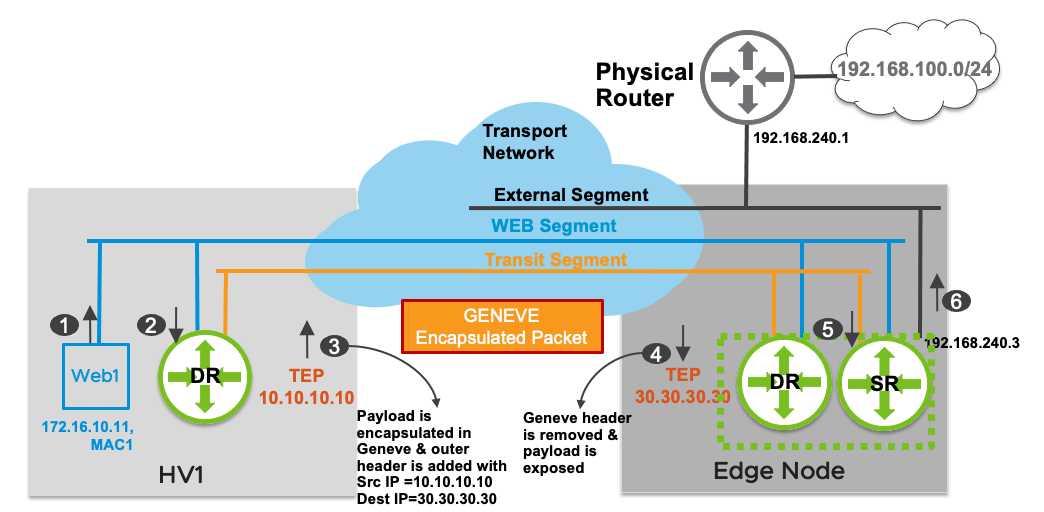 Physical
Router
192.168.100.0/24
192.168.240.1
Transport
Network
External Segment
WEB Segment
Transit Segment
GENEVE
Encapsulated Packet
1
2
3
4
5
6
Web1
DR
TEP
10.10.10.10
172.16.10.11,
MAC1
HV1
Payload is
encapsulated in
Geneve & outer
header is added with
Src IP =10.10.10.10
Dest IP=30.30.30.30
Geneve header
is removed &
payload is
exposed
TEP
30.30.30.30
DR
SR
192.168.240.3
Edge Node